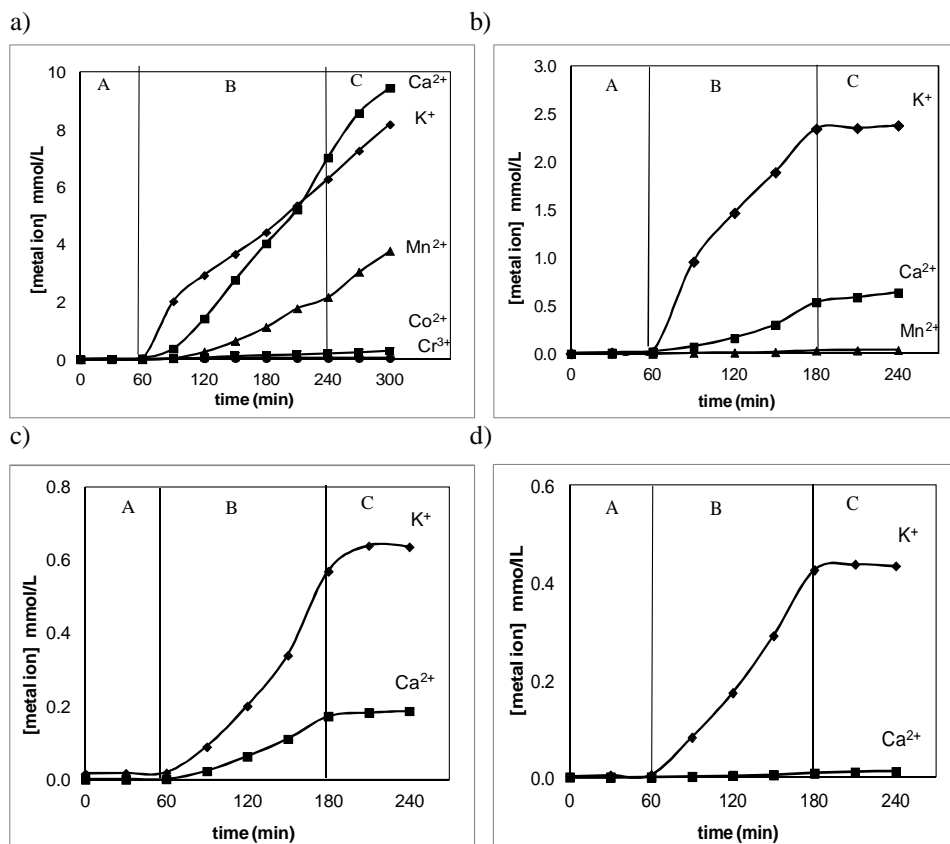 a)
[metal ion] mmol/L
10
8
6
4
2
0
A
B
C
Ca²⁺
K⁺
Mn²⁺
Co²⁺
Cr³⁺
0 60 120 180 240 300
time (min)
b)
[metal ion] mmol/L
3.0
2.5
2.0
1.5
1.0
0.5
0.0
A
B
C
K⁺
Ca²⁺
Mn²⁺
0 60 120 180 240
time (min)
c)
[metal ion] mmol/L
0.8
0.6
0.4
0.2
0.0
A
B
C
K⁺
Ca²⁺
0 60 120 180 240
time (min)
d)
[metal ion] mmo/lL
0.6
0.4
0.2
0.0
A
B
C
K⁺
Ca²⁺
0 60 120 180 240
time (min)